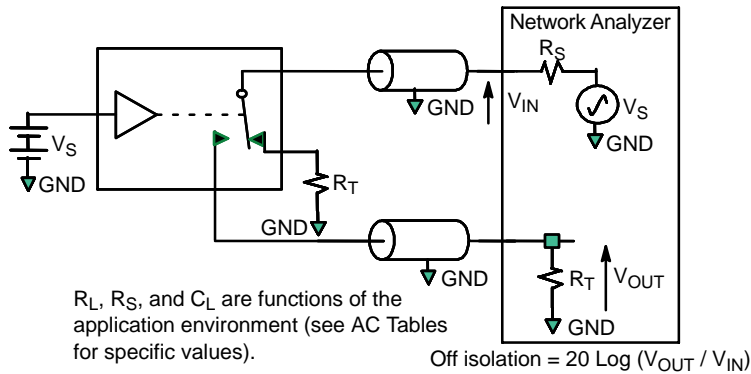 Network Analyzer
R_S
GND
V_IN
V_S
GND
V_S
GND
R_T
GND
GND
R_T
V_OUT
GND
R_L, R_S, and C_L are functions of the
application environment (see AC Tables
for specific values).
Off isolation = 20 Log (V_OUT / V_IN)